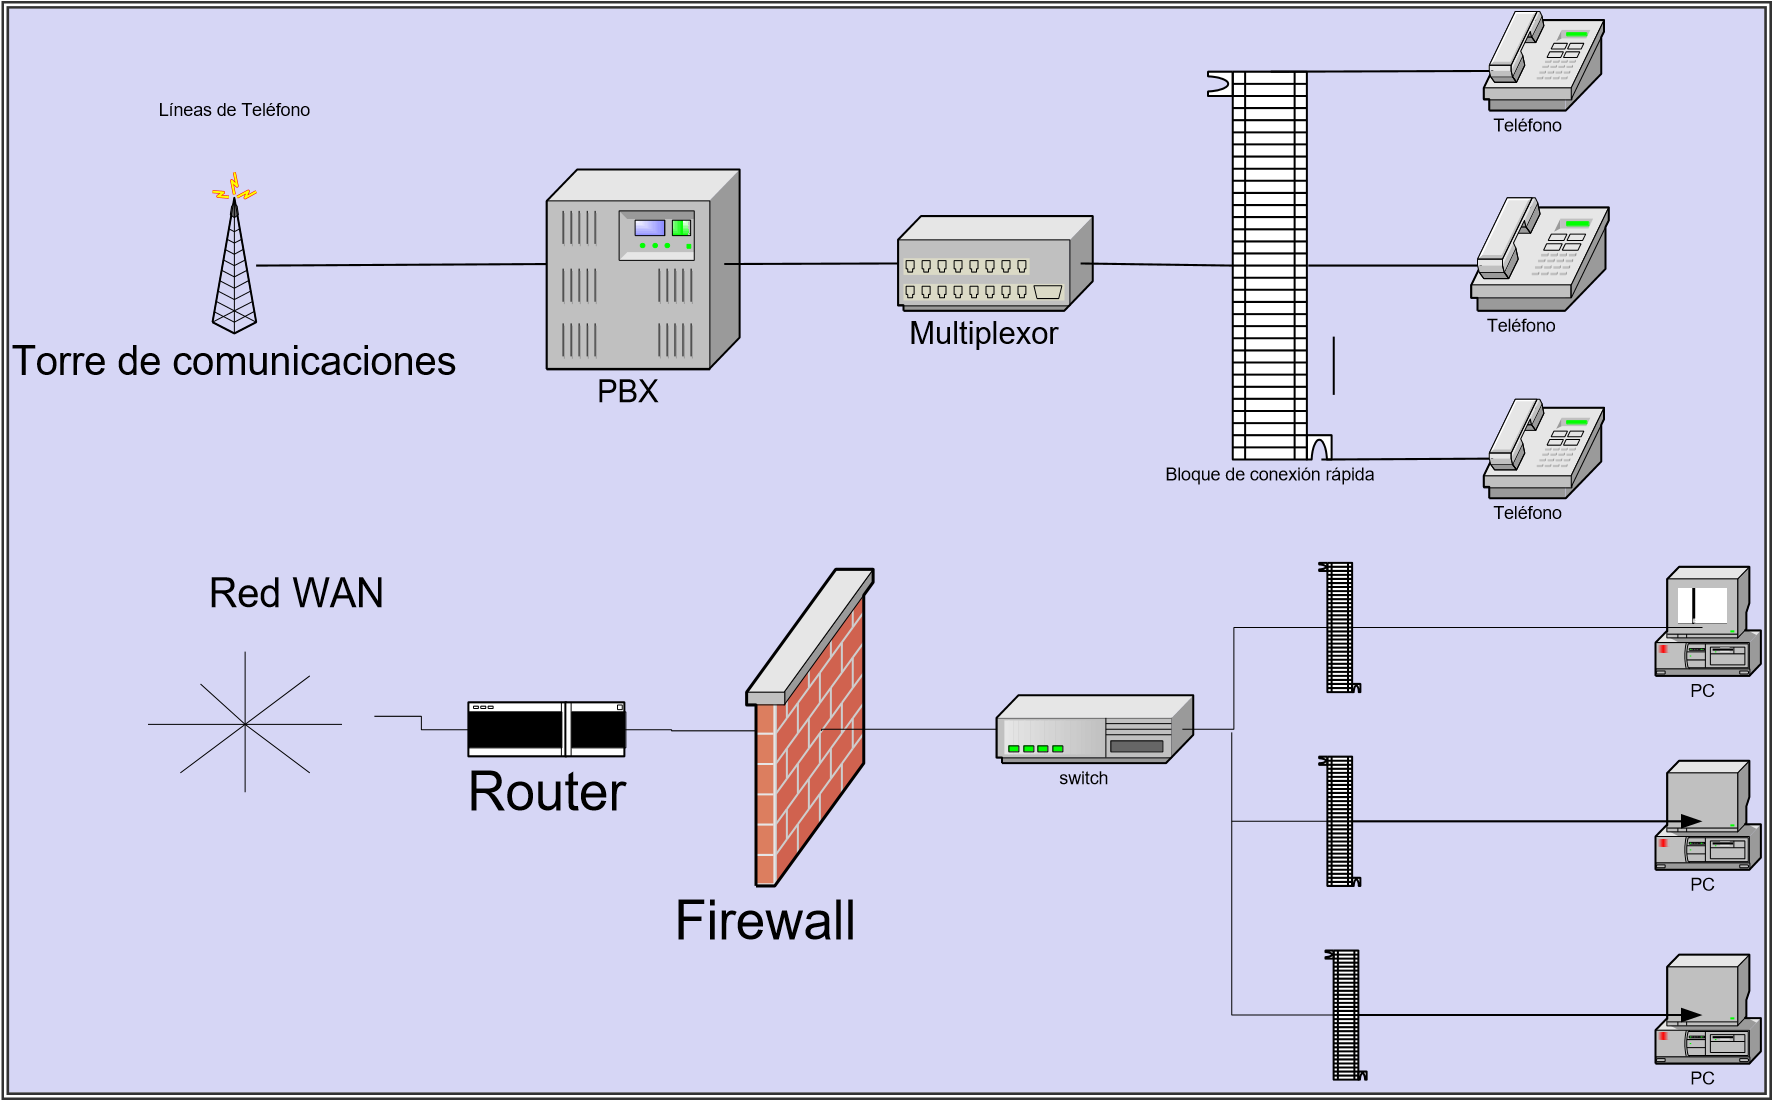 Líneas de Teléfono
Torre de comunicaciones
PBX
Multiplexor
Bloque de conexión rápida
Teléfono
Teléfono
Teléfono
Red WAN
Router
Firewall
switch
PC
PC
PC